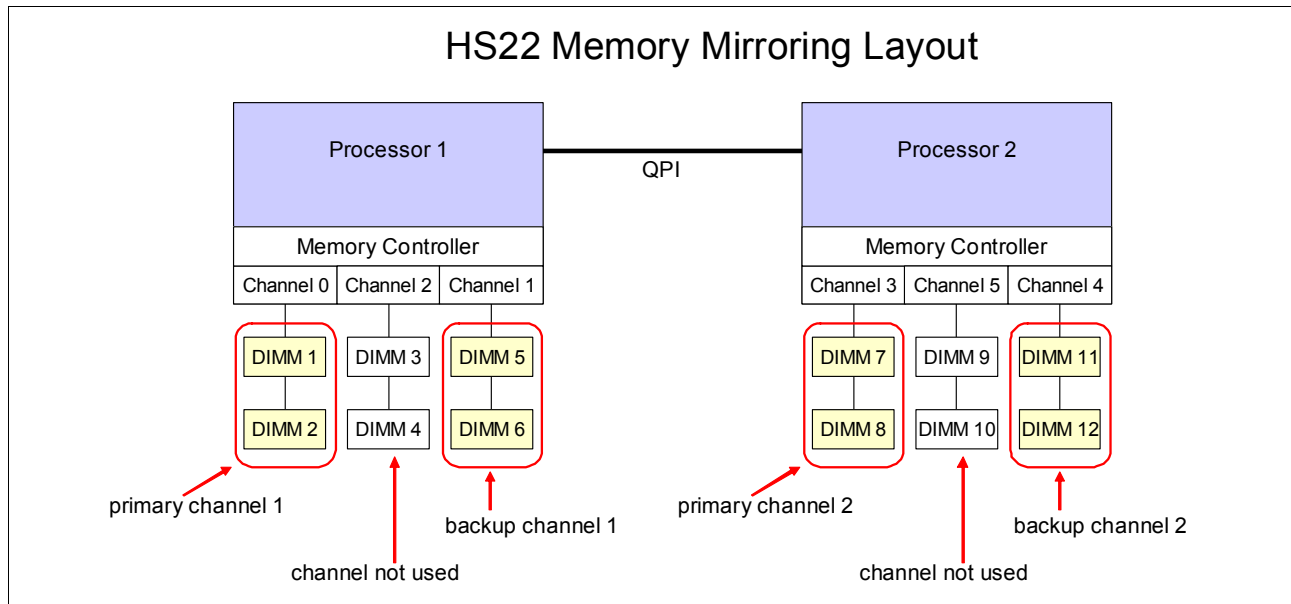 HS22 Memory Mirroring Layout
Processor 1
QPI
Processor 2
Memory Controller
Memory Controller
Channel 0
Channel 2
Channel 1
Channel 3
Channel 5
Channel 4
DIMM 1
DIMM 3
DIMM 5
DIMM 7
DIMM 9
DIMM 11
DIMM 2
DIMM 4
DIMM 6
DIMM 8
DIMM 10
DIMM 12
primary channel 1
backup channel 1
primary channel 2
backup channel 2
channel not used
channel not used